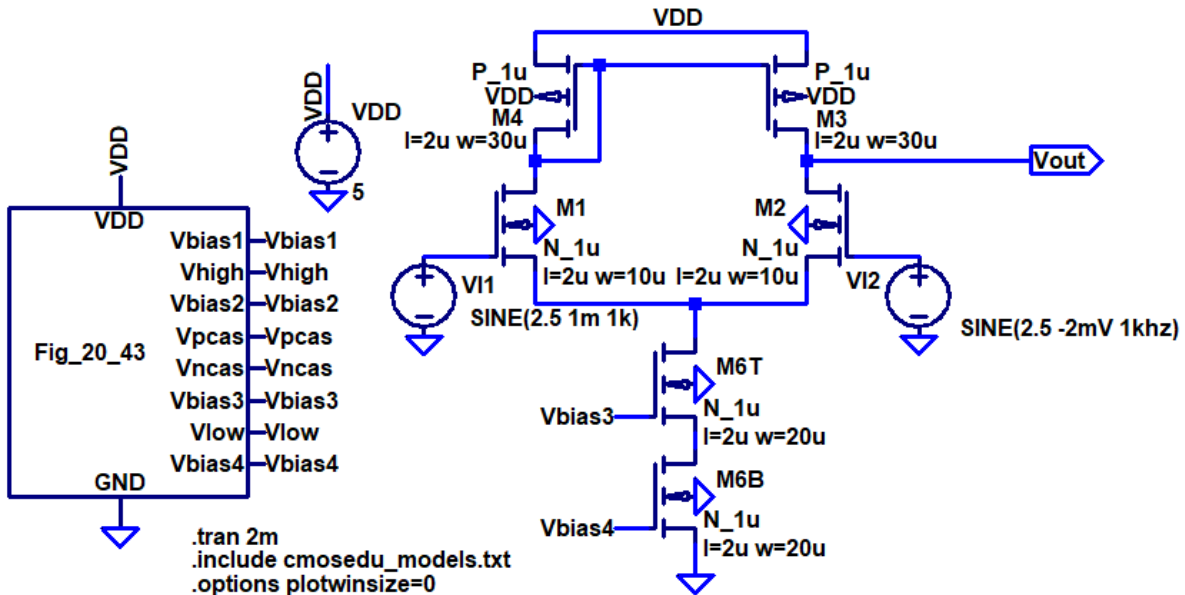 VDD
P_1u
VDD
M4
l=2u w=30u
P_1u
VDD
M3
l=2u w=30u
Vout
VDD
VDD
5
VDD
VDD
Vbias1
Vbias1
Vhigh
Vhigh
Vbias2
Vbias2
Vpcas
Vpcas
Fig_20_43
Vncas
Vncas
Vbias3
Vbias3
Vlow
Vlow
Vbias4
Vbias4
GND
M1
N_1u
l=2u w=10u
M2
N_1u
l=2u w=10u
VI1
SINE(2.5 1m 1k)
VI2
SINE(2.5 -2mV 1khz)
M6T
Vbias3
N_1u
l=2u w=20u
M6B
Vbias4
N_1u
l=2u w=20u
.tran 2m
.include cmosedu_models.txt
.options plotwinsize=0